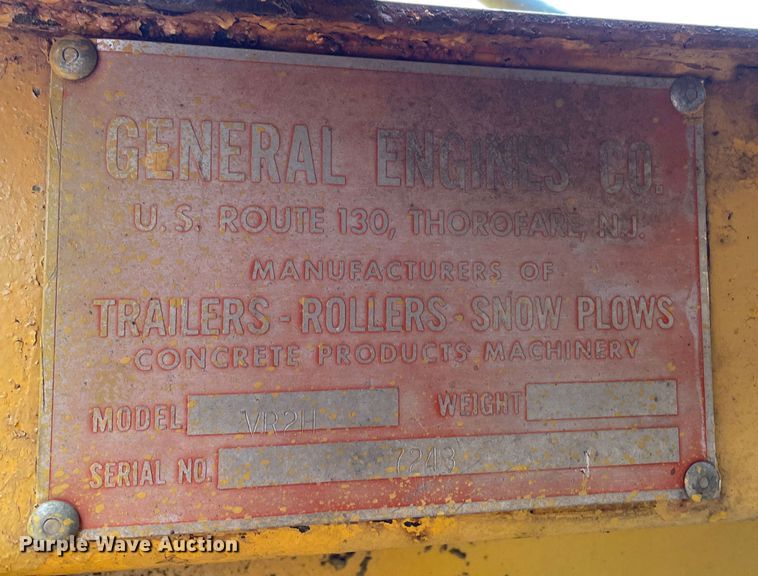 GENERAL ENGINES CO.
U.S. ROUTE 130, THOROFARE, N.J.
MANUFACTURERS OF
TRAILERS - ROLLERS - SNOW PLOWS
CONCRETE PRODUCTS MACHINERY
MODEL VR2H WEIGHT
SERIAL NO. 7243
Purple Wave Auction